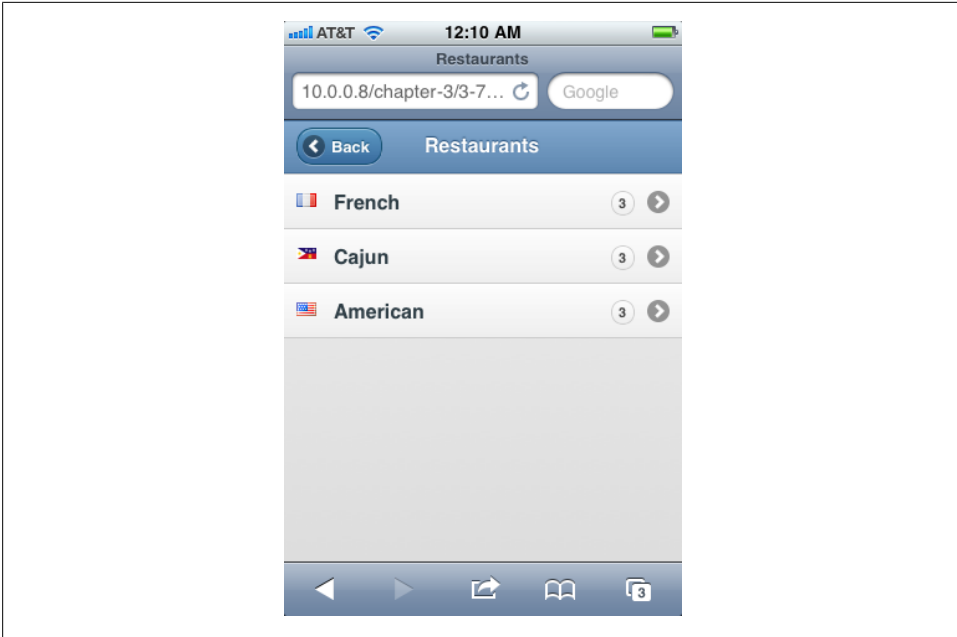 AT&T 12:10 AM
Restaurants
10.0.0.8/chapter-3/3-7... Google
Back Restaurants
French 3
Cajun 3
American 3
3